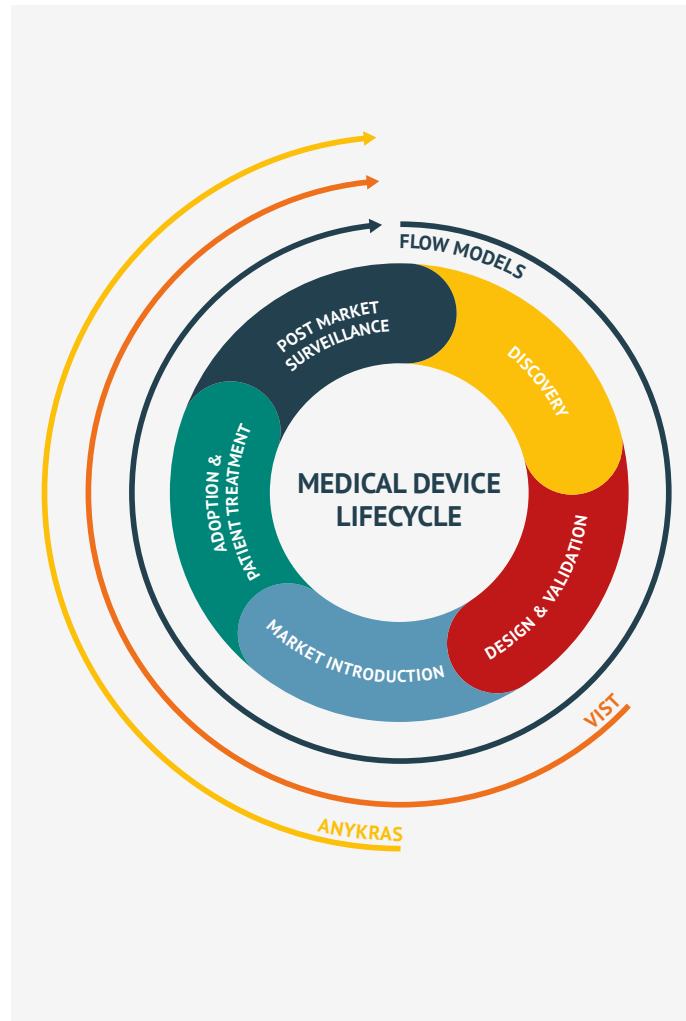 FLOW MODELS
POST MARKET
SURVEILLANCE
DISCOVERY
ADOPTION &
PATIENT TREATMENT
MEDICAL DEVICE
LIFECYCLE
DESIGN & VALIDATION
MARKET INTRODUCTION
VIST
ANYKRAS